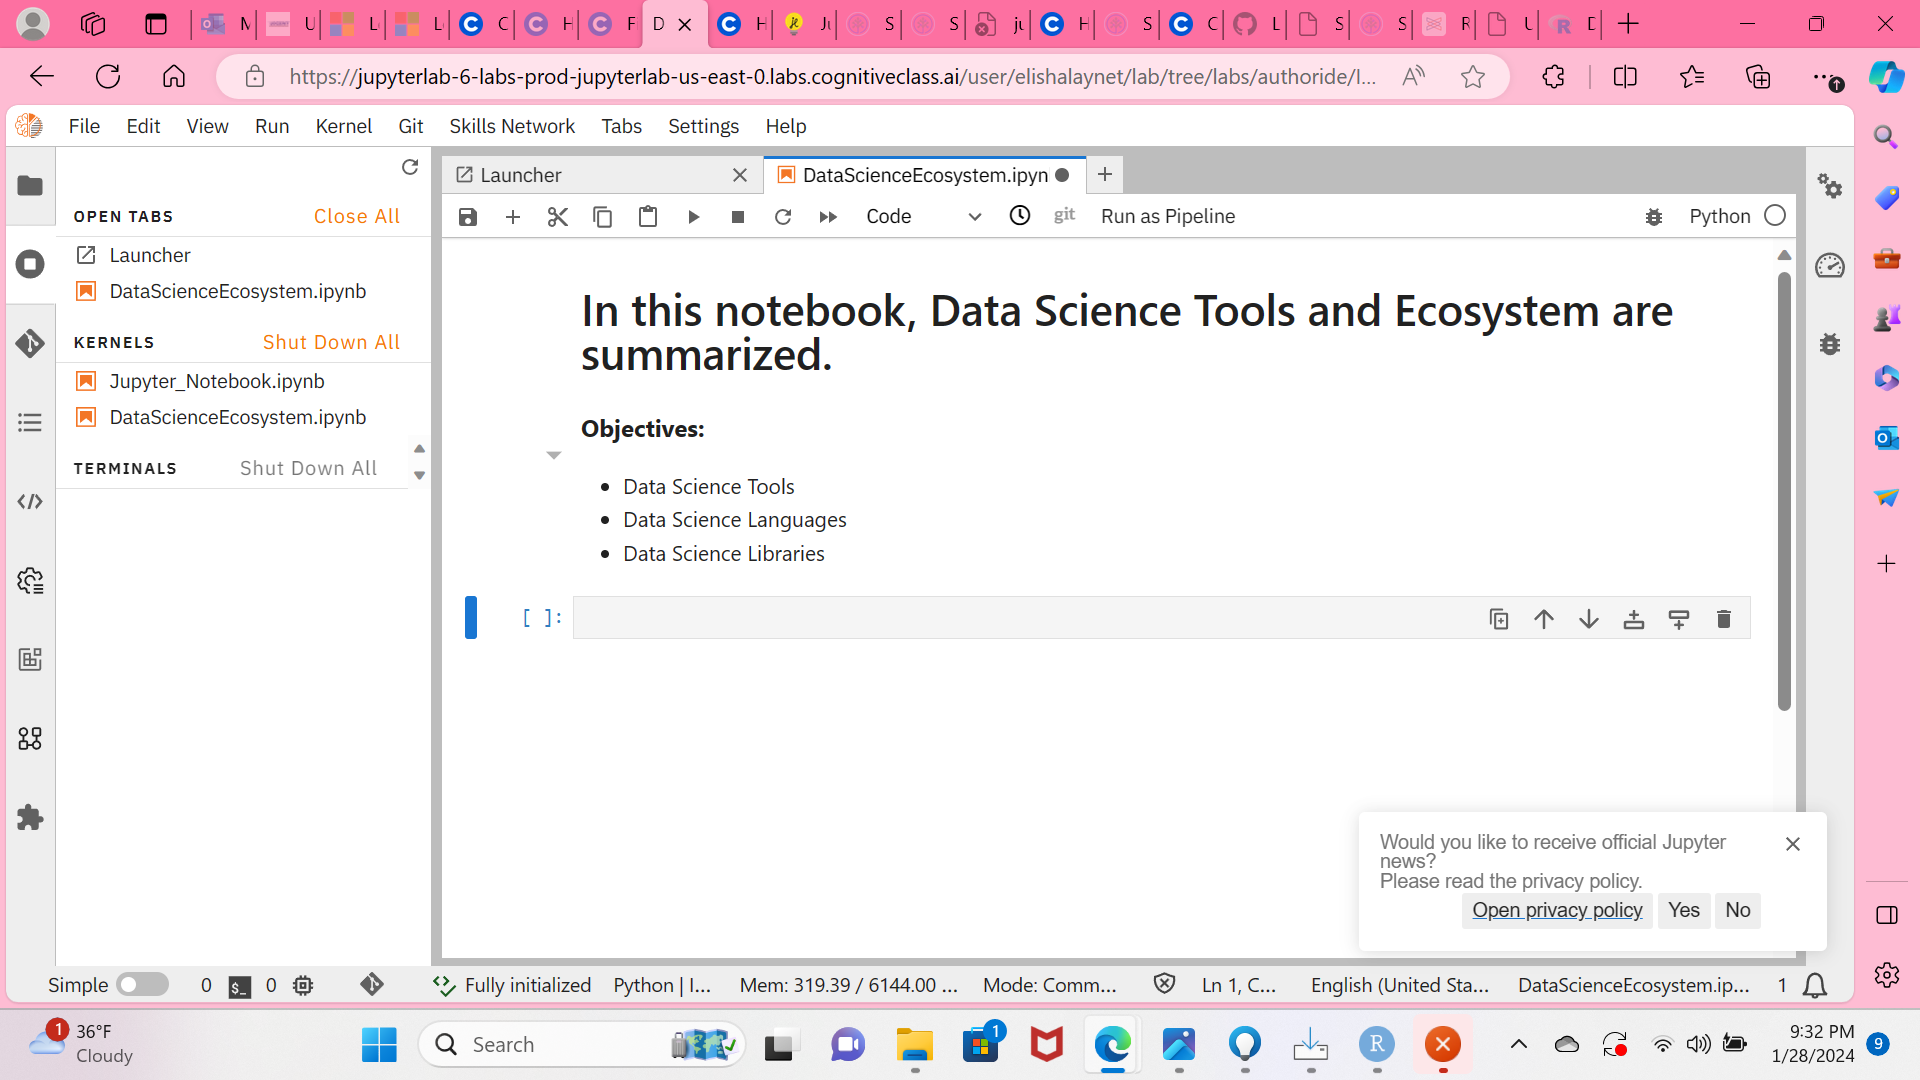 M
U
L
L
C
H
F
D
H
Ju
S
S
ju
H
S
C
L
S
S
R
U
D
https://jupyterlab-6-labs-prod-jupyterlab-us-east-0.labs.cognitiveclass.ai/user/elishalaynet/lab/tree/labs/authoride/I...
File Edit View Run Kernel Git Skills Network Tabs Settings Help
OPEN TABS Close All
Launcher
DataScienceEcosystem.ipynb
KERNELS Shut Down All
Jupyter_Notebook.ipynb
DataScienceEcosystem.ipynb
TERMINALS Shut Down All
Launcher DataScienceEcosystem.ipyn
Code git Run as Pipeline Python
In this notebook, Data Science Tools and Ecosystem are
summarized.
Objectives:
Data Science Tools
Data Science Languages
Data Science Libraries
[ ]:
Would you like to receive official Jupyter
news?
Please read the privacy policy.
Open privacy policy Yes No
Simple 0 $_ 0 Fully initialized Python | I... Mem: 319.39 / 6144.00 ... Mode: Comm... Ln 1, C... English (United Sta... DataScienceEcosystem.ip... 1
1 36°F
Cloudy
Search
1
R
9:32 PM
1/28/2024
9